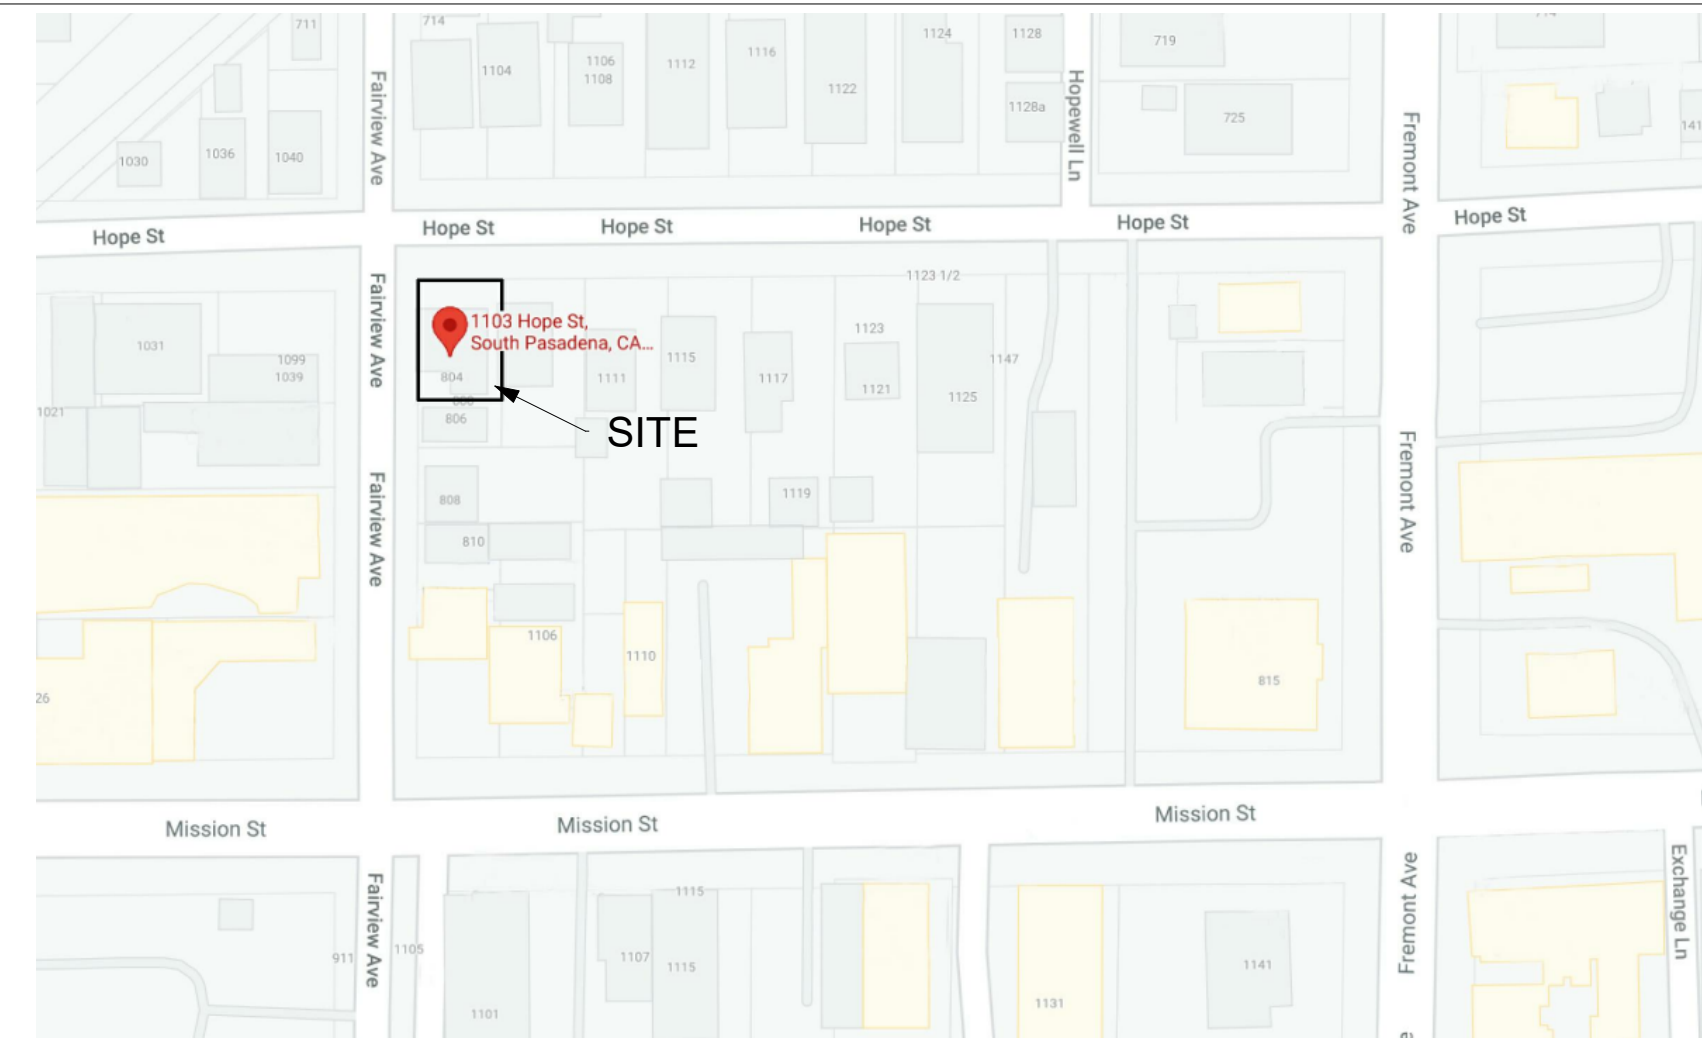 711
714
1104
1106
1108
1112
1116
1122
1124
1128
1128a
719
725
1030
1036
1040
Fairview Ave
Hopewell Ln
Fremont Ave
141
Hope St
Hope St
Hope St
Hope St
Hope St
Hope St
Fairview Ave
1103 Hope St,
South Pasadena, CA...
804
806
SITE
1031
1099
1039
1021
1111
1115
1117
1123 1/2
1123
1121
1125
1147
Fairview Ave
Fremont Ave
808
810
1119
1106
1110
815
26
Mission St
Mission St
Mission St
Fairview Ave
911
1105
1101
1107
1115
1115
1131
1141
Fremont Ave
Exchange Ln